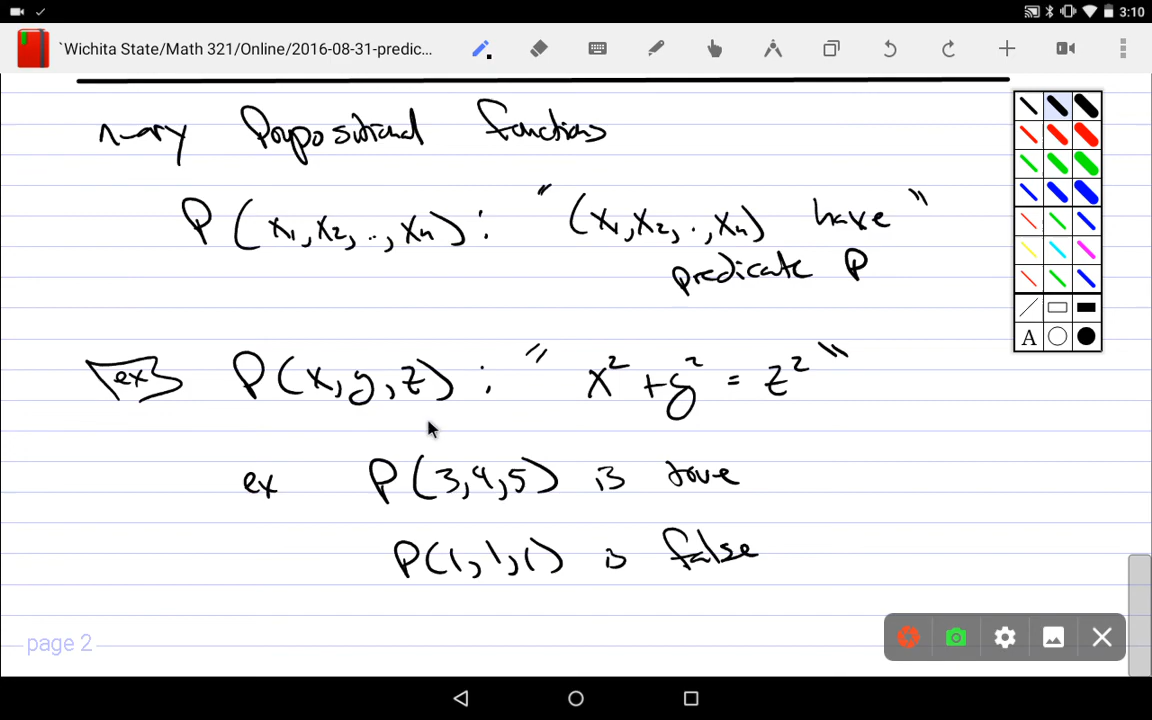 3:10
`Wichita State/Math 321/Online/2016-08-31-predic...
n-ary Propositional functions
P(x₁,x₂,..,xₙ): "(x₁,x₂,.,xₙ) have"
predicate P
ex P(x,y,z): "x²+y² = z²"
ex P(3,4,5) is true
P(1,1,1) is false
A
page 2